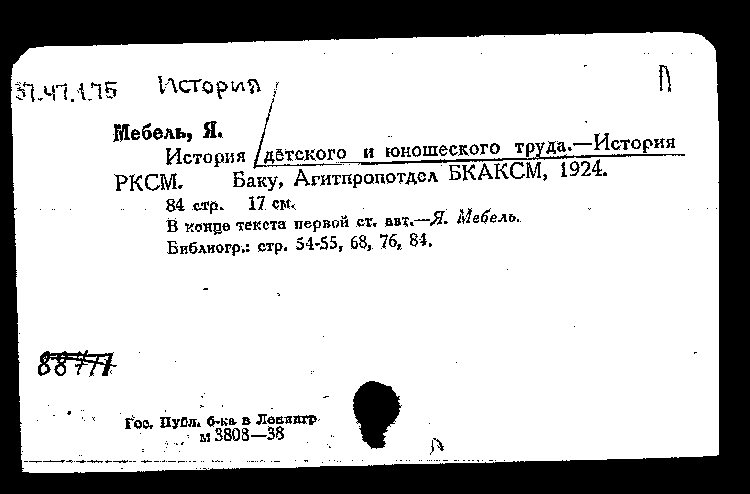 37.47.1.75 История П
Мебель, Я.
История детского и юношеского труда.—История
РКСМ. Баку, Агитпропотдел БКАКСМ, 1924.
84 стр. 17 см.
В конце текста первой ст. авт.—Я. Мебель.
Библиогр.: стр. 54-55, 68, 76, 84.
Гос. Публ. б-ка в Ленингр
м 3808—38